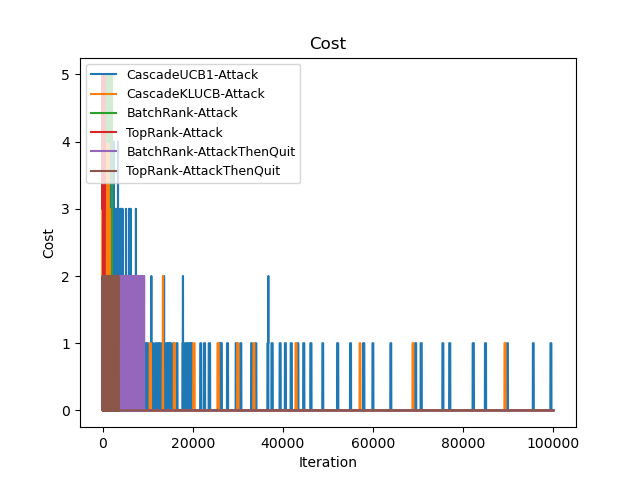 Cost
5
CascadeUCB1-Attack
CascadeKLUCB-Attack
BatchRank-Attack
4
TopRank-Attack
BatchRank-AttackThenQuit
TopRank-AttackThenQuit
3
Cost
2
1
0
0 20000 40000 60000 80000 100000
Iteration